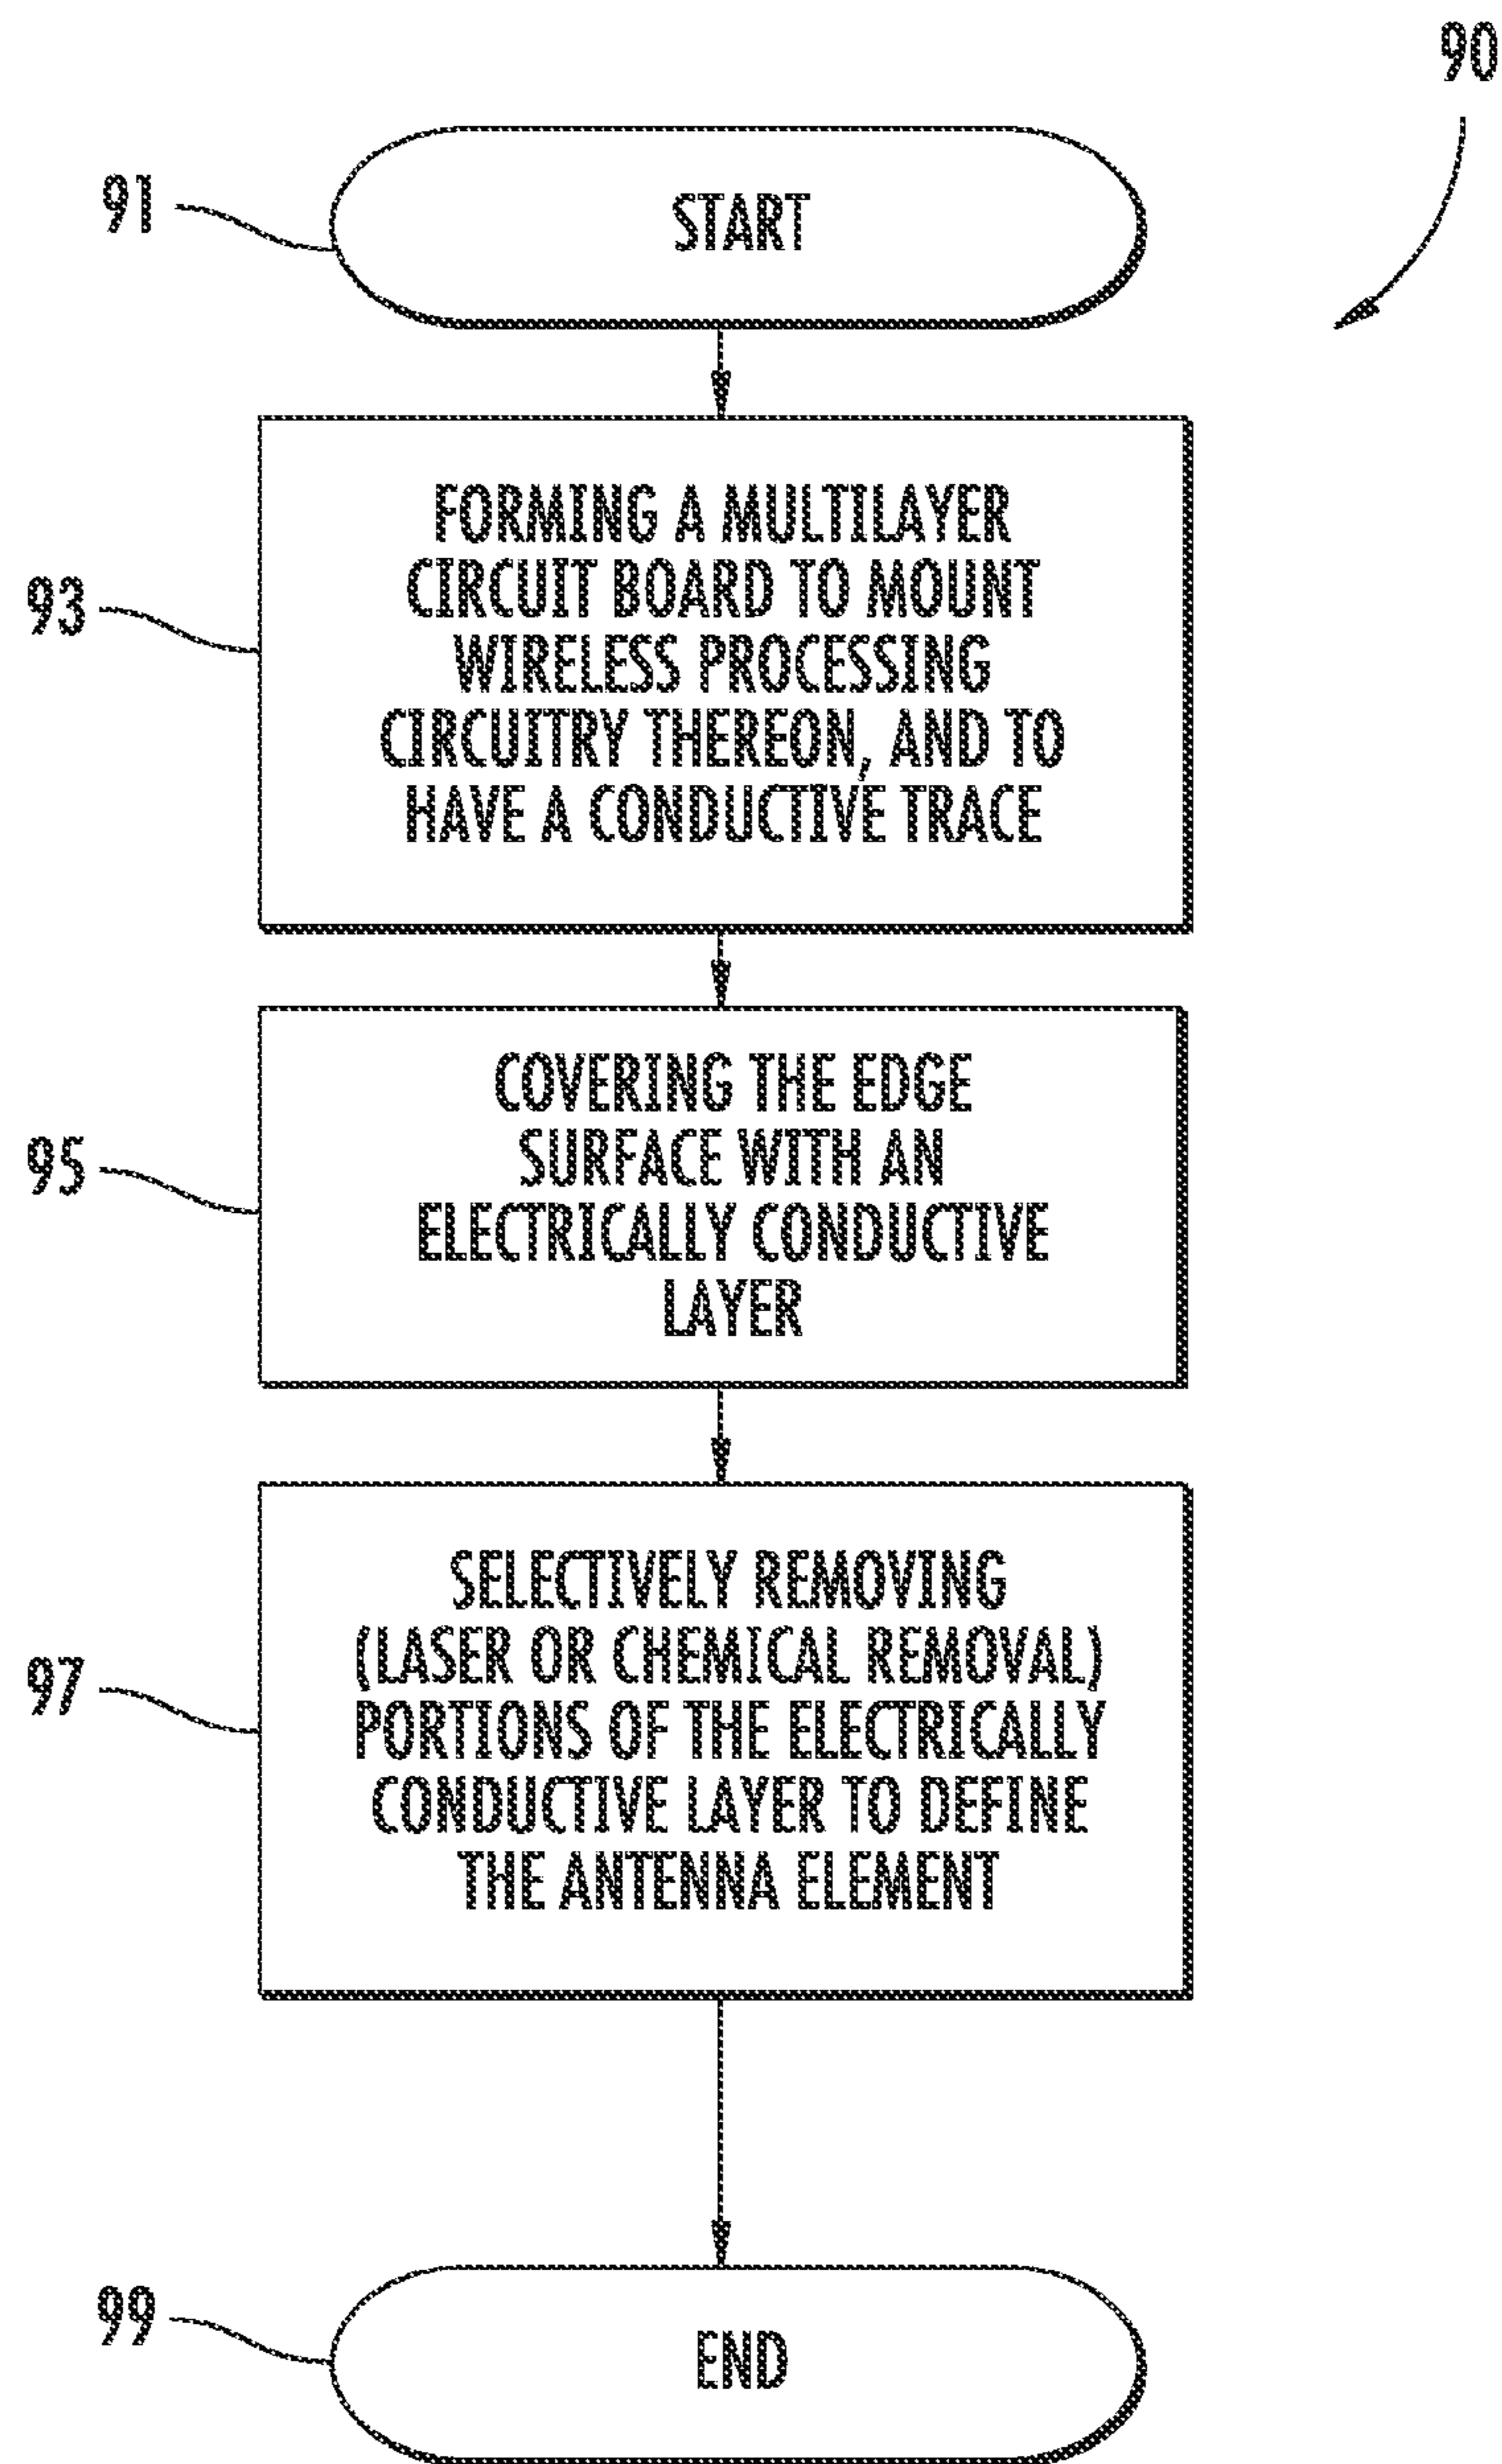 90
91
START
93
FORMING A MULTILAYER
CIRCUIT BOARD TO MOUNT
WIRELESS PROCESSING
CIRCUITRY THEREON, AND TO
HAVE A CONDUCTIVE TRACE
95
COVERING THE EDGE
SURFACE WITH AN
ELECTRICALLY CONDUCTIVE
LAYER
97
SELECTIVELY REMOVING
(LASER OR CHEMICAL REMOVAL)
PORTIONS OF THE ELECTRICALLY
CONDUCTIVE LAYER TO DEFINE
THE ANTENNA ELEMENT
99
END